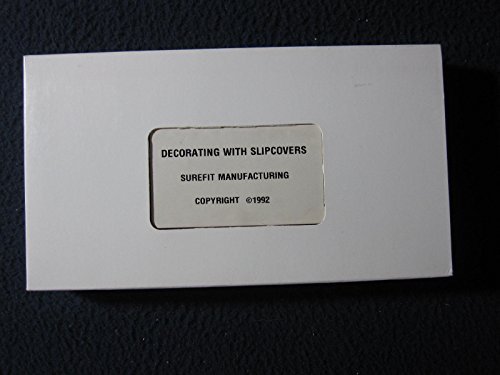 DECORATING WITH SLIPCOVERS
SUREFIT MANUFACTURING
COPYRIGHT ©1992